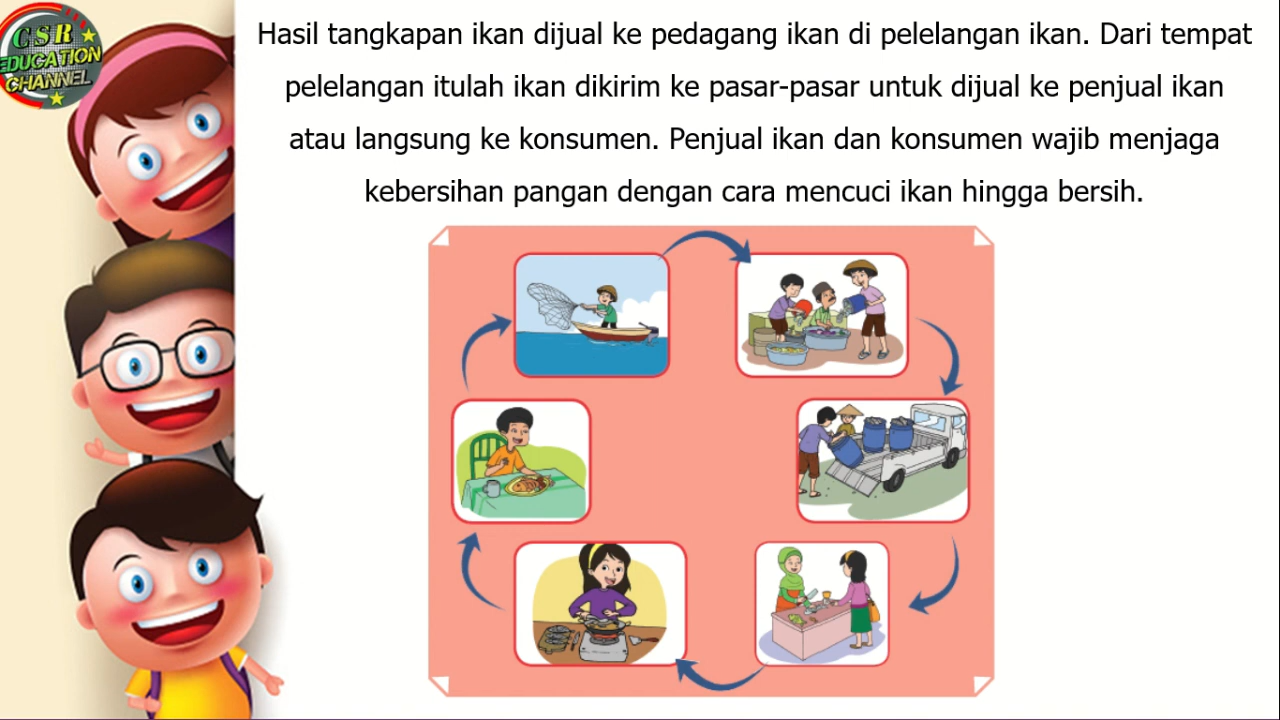 CSR
EDUCATION
CHANNEL
Hasil tangkapan ikan dijual ke pedagang ikan di pelelangan ikan. Dari tempat
pelelangan itulah ikan dikirim ke pasar-pasar untuk dijual ke penjual ikan
atau langsung ke konsumen. Penjual ikan dan konsumen wajib menjaga
kebersihan pangan dengan cara mencuci ikan hingga bersih.